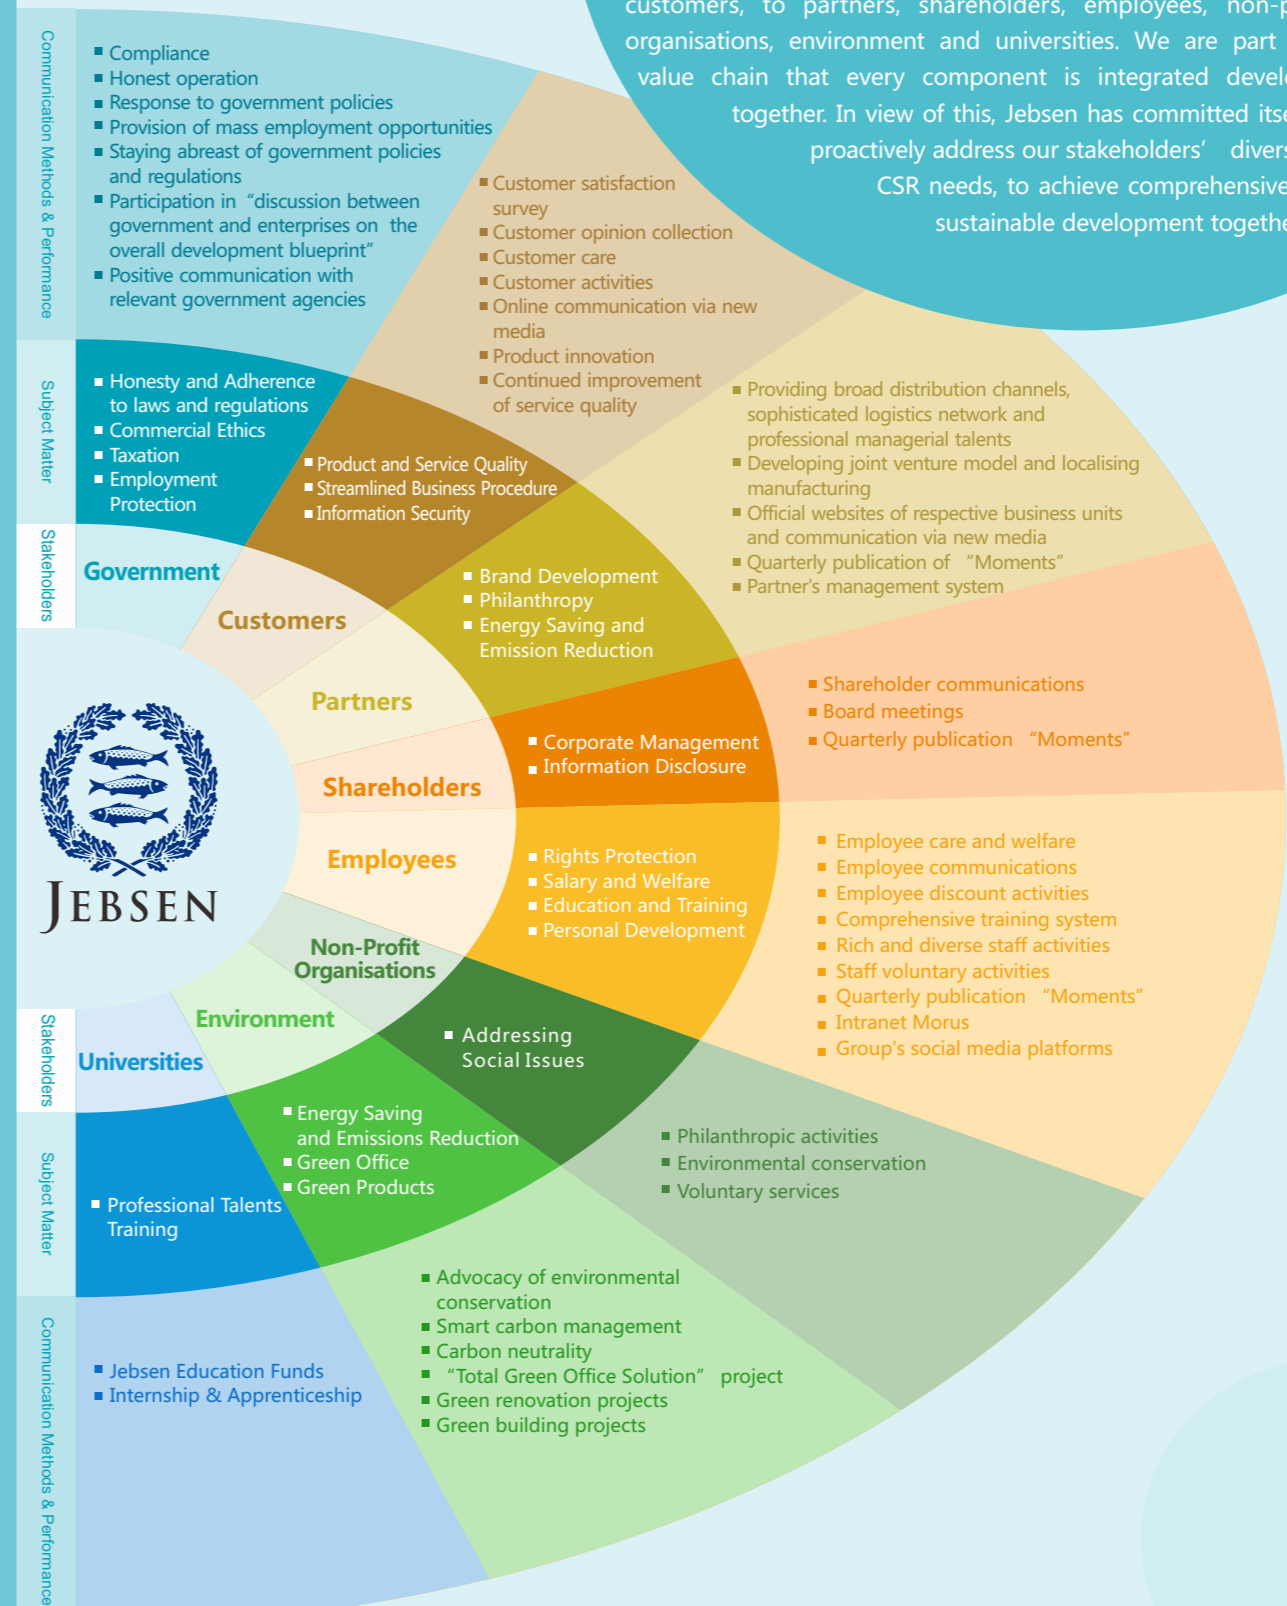 customers, to partners, shareholders, employees,
organisations, environment and universities. We are part
value chain that every component is integrated
together. In view of this, Jebsen has committed
proactively address our stakeholders'
CSR needs, to achieve comprehensive
sustainable development
Communication Methods & Performance
Compliance
Honest operation
Response to government policies
Provision of mass employment opportunities
Staying abreast of government policies
and regulations
Participation in "discussion between
government and enterprises on the
overall development blueprint"
Positive communication with
relevant government agencies
Customer satisfaction
survey
Customer opinion collection
Customer care
Customer activities
Online communication via new
media
Product innovation
Continued improvement
of service quality
Providing broad distribution channels,
sophisticated logistics network and
professional managerial talents
Developing joint venture model and localising
manufacturing
Official websites of respective business units
and communication via new media
Quarterly publication of "Moments"
Partner's management system
Subject Matter
Honesty and Adherence
to laws and regulations
Commercial Ethics
Taxation
Employment
Protection
Product and Service Quality
Streamlined Business Procedure
Information Security
Brand Development
Philanthropy
Energy Saving and
Emission Reduction
Stakeholders
Government
Customers
Partners
Shareholders
Corporate Management
Information Disclosure
Shareholder communications
Board meetings
Quarterly publication "Moments"
Employees
Rights Protection
Salary and Welfare
Education and Training
Personal Development
Employee care and welfare
Employee communications
Employee discount activities
Comprehensive training system
Rich and diverse staff activities
Staff voluntary activities
Quarterly publication "Moments"
Intranet Morus
Group's social media platforms
JEBSEN
Non-Profit
Organisations
Addressing
Social Issues
Philanthropic activities
Environmental conservation
Voluntary services
Environment
Energy Saving
and Emissions Reduction
Green Office
Green Products
Advocacy of environmental
conservation
Smart carbon management
Carbon neutrality
"Total Green Office Solution" project
Green renovation projects
Green building projects
Stakeholders
Universities
Subject Matter
Professional Talents
Training
Communication Methods & Performance
Jebsen Education Funds
Internship & Apprenticeship